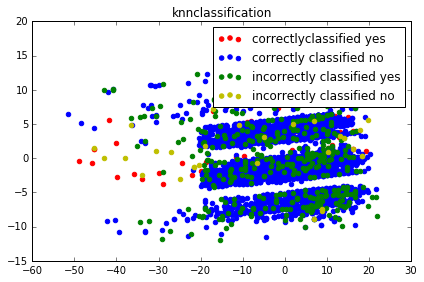 knnclassification
correctlyclassified yes
correctly classified no
incorrectly classified yes
incorrectly classified no
20
15
10
5
0
−5
−10
−15
−60 −50 −40 −30 −20 −10 0 10 20 30